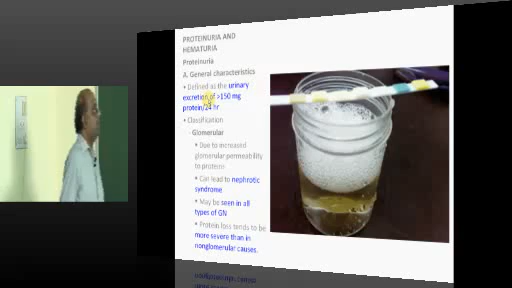 PROTEINURIA AND
HEMATURIA
Proteinuria
A. General characteristics
• Defined as the urinary
excretion of >150 mg
protein/24 hr
• Classification
- Glomerular
• Due to increased
glomerular permeability
to proteins
• Can lead to nephrotic
syndrome
• May be seen in all
types of GN
• Protein loss tends to be
more severe than in
nonglomerular causes.